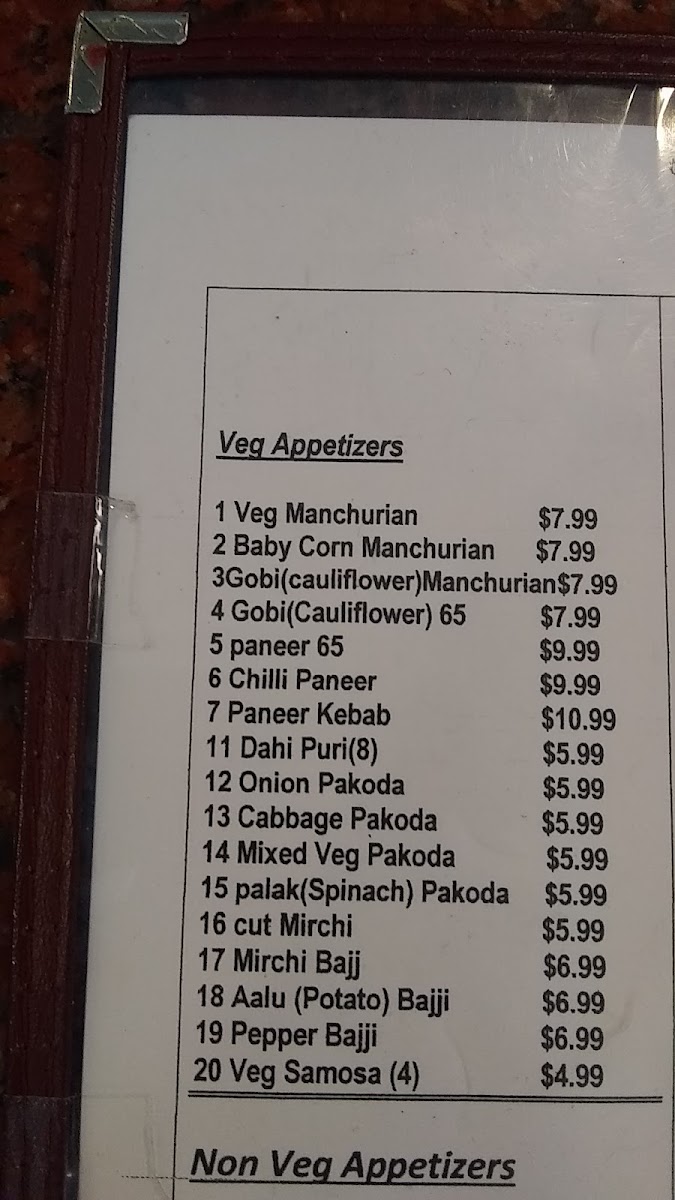 Veg Appetizers
1 Veg Manchurian $7.99
2 Baby Corn Manchurian $7.99
3Gobi(cauliflower)Manchurian$7.99
4 Gobi(Cauliflower) 65 $7.99
5 paneer 65 $9.99
6 Chilli Paneer $9.99
7 Paneer Kebab $10.99
11 Dahi Puri(8) $5.99
12 Onion Pakoda $5.99
13 Cabbage Pakoda $5.99
14 Mixed Veg Pakoda $5.99
15 palak(Spinach) Pakoda $5.99
16 cut Mirchi $5.99
17 Mirchi Bajj $6.99
18 Aalu (Potato) Bajji $6.99
19 Pepper Bajji $6.99
20 Veg Samosa (4) $4.99
Non Veg Appetizers